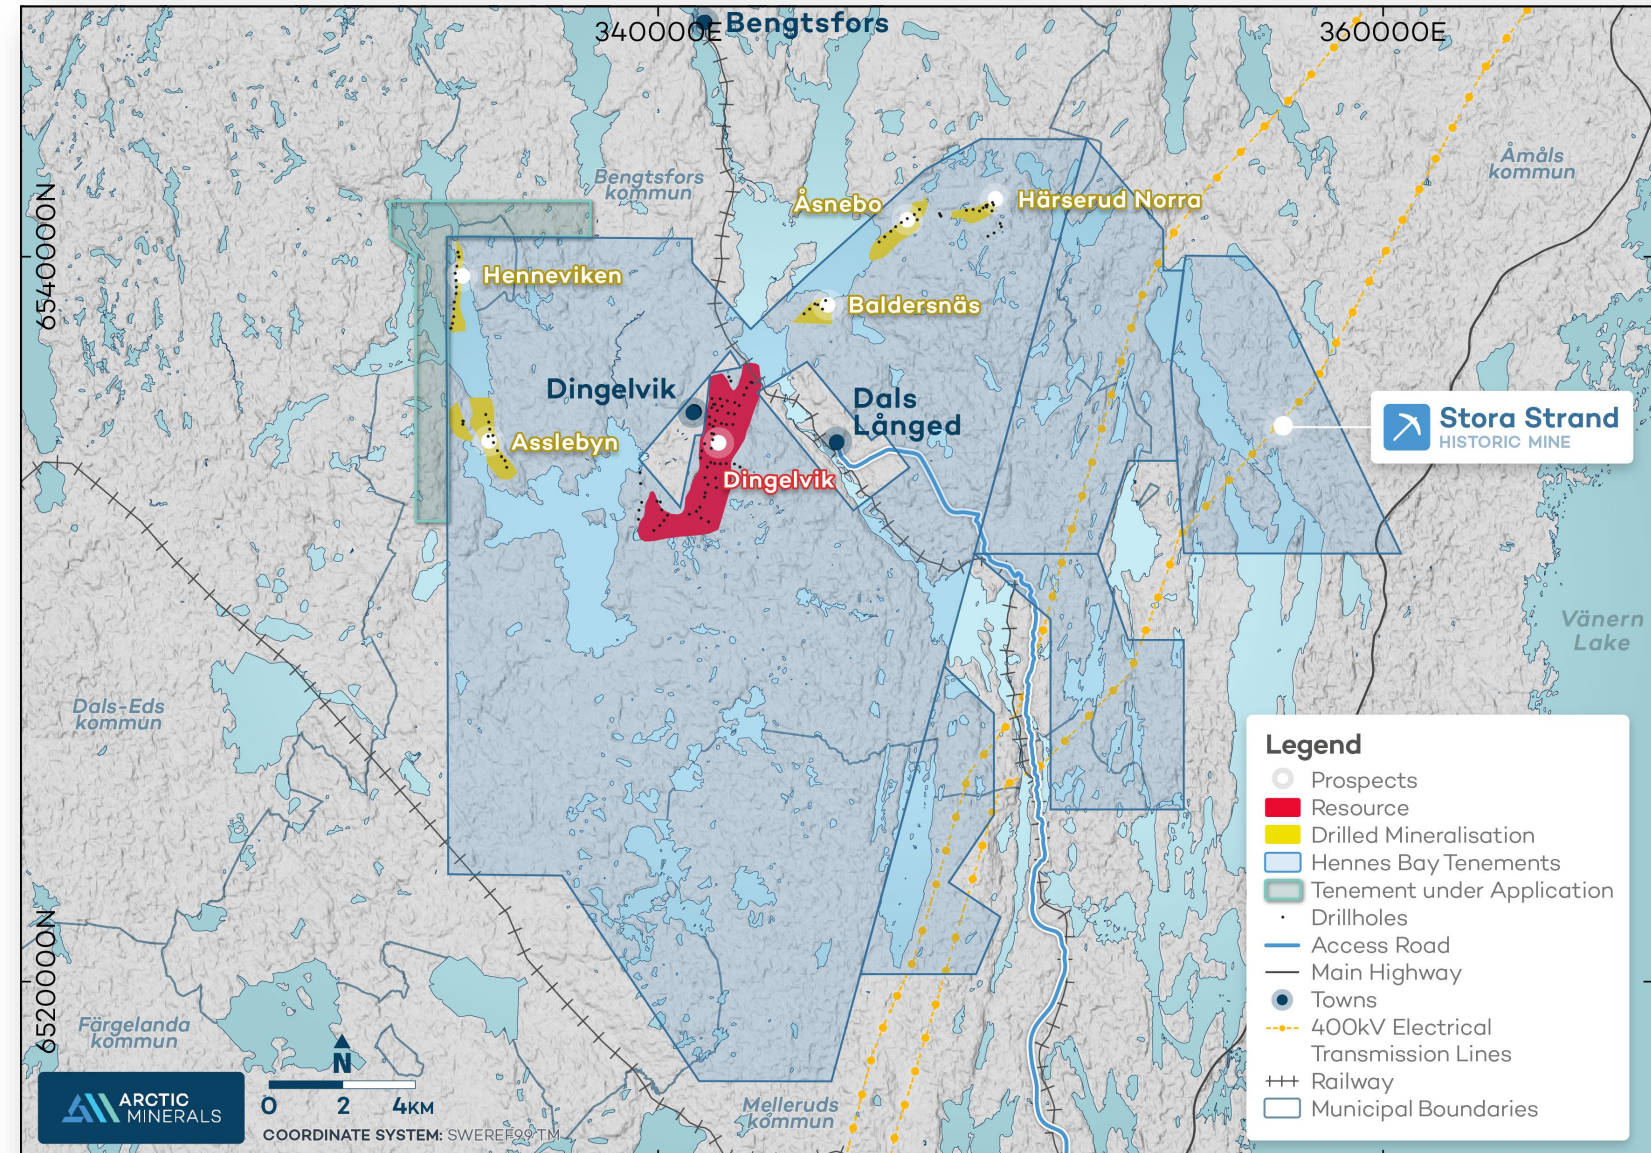 340000E
Bengtsfors
360000E
6540000N
Bengtsfors
kommun
Åmåls
kommun
Åsnebo
Härserud Norra
Henneviken
Baldersnäs
Dingelvik
Dals
Långed
Asslebyn
Dingelvik
Stora Strand
HISTORIC MINE
Vänern
Lake
Dals-Eds
kommun
6520000N
Färgelanda
kommun
Melleruds
kommun
Legend
Prospects
Resource
Drilled Mineralisation
Hennes Bay Tenements
Tenement under Application
Drillholes
Access Road
Main Highway
Towns
400kV Electrical
Transmission Lines
Railway
Municipal Boundaries
N
0 2 4KM
ARCTIC
MINERALS
COORDINATE SYSTEM: SWEREF99 TM